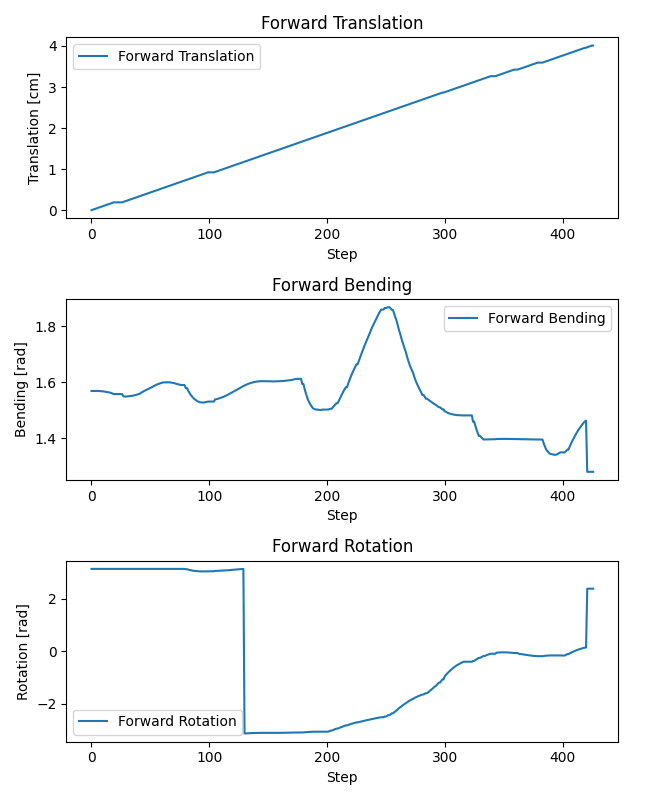 Forward Translation
Forward Translation
Translation [cm]
4
3
2
1
0
0 100 200 300 400
Step
Forward Bending
Forward Bending
Bending [rad]
1.8
1.6
1.4
0 100 200 300 400
Step
Forward Rotation
Rotation [rad]
2
0
−2
Forward Rotation
0 100 200 300 400
Step